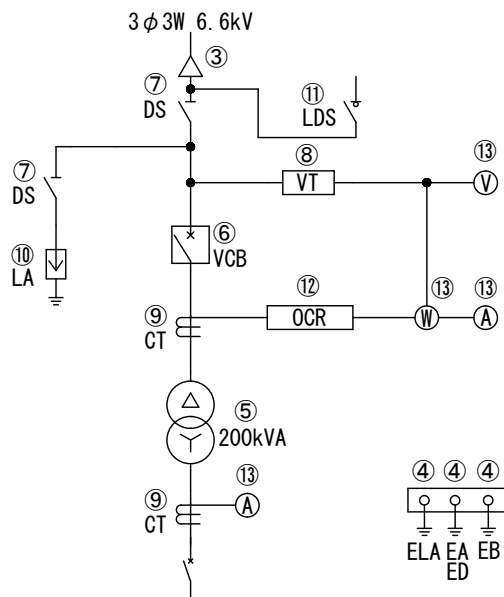 3φ3W 6.6kV
③
⑦
DS
⑪
LDS
⑦
DS
⑧
VT
⑬
V
⑩
LA
⑥
VCB
⑫
OCR
⑬
W
⑬
A
⑨
CT
⑤
200kVA
⑨
CT
⑬
A
④ ④ ④
ELA EA EB
ED